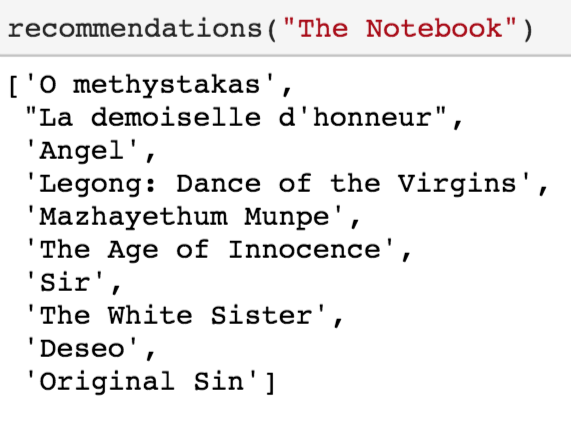 recommendations("The Notebook")
['O methystakas',
"La demoiselle d'honneur",
'Angel',
'Legong: Dance of the Virgins',
'Mazhayethum Munpe',
'The Age of Innocence',
'Sir',
'The White Sister',
'Deseo',
'Original Sin']